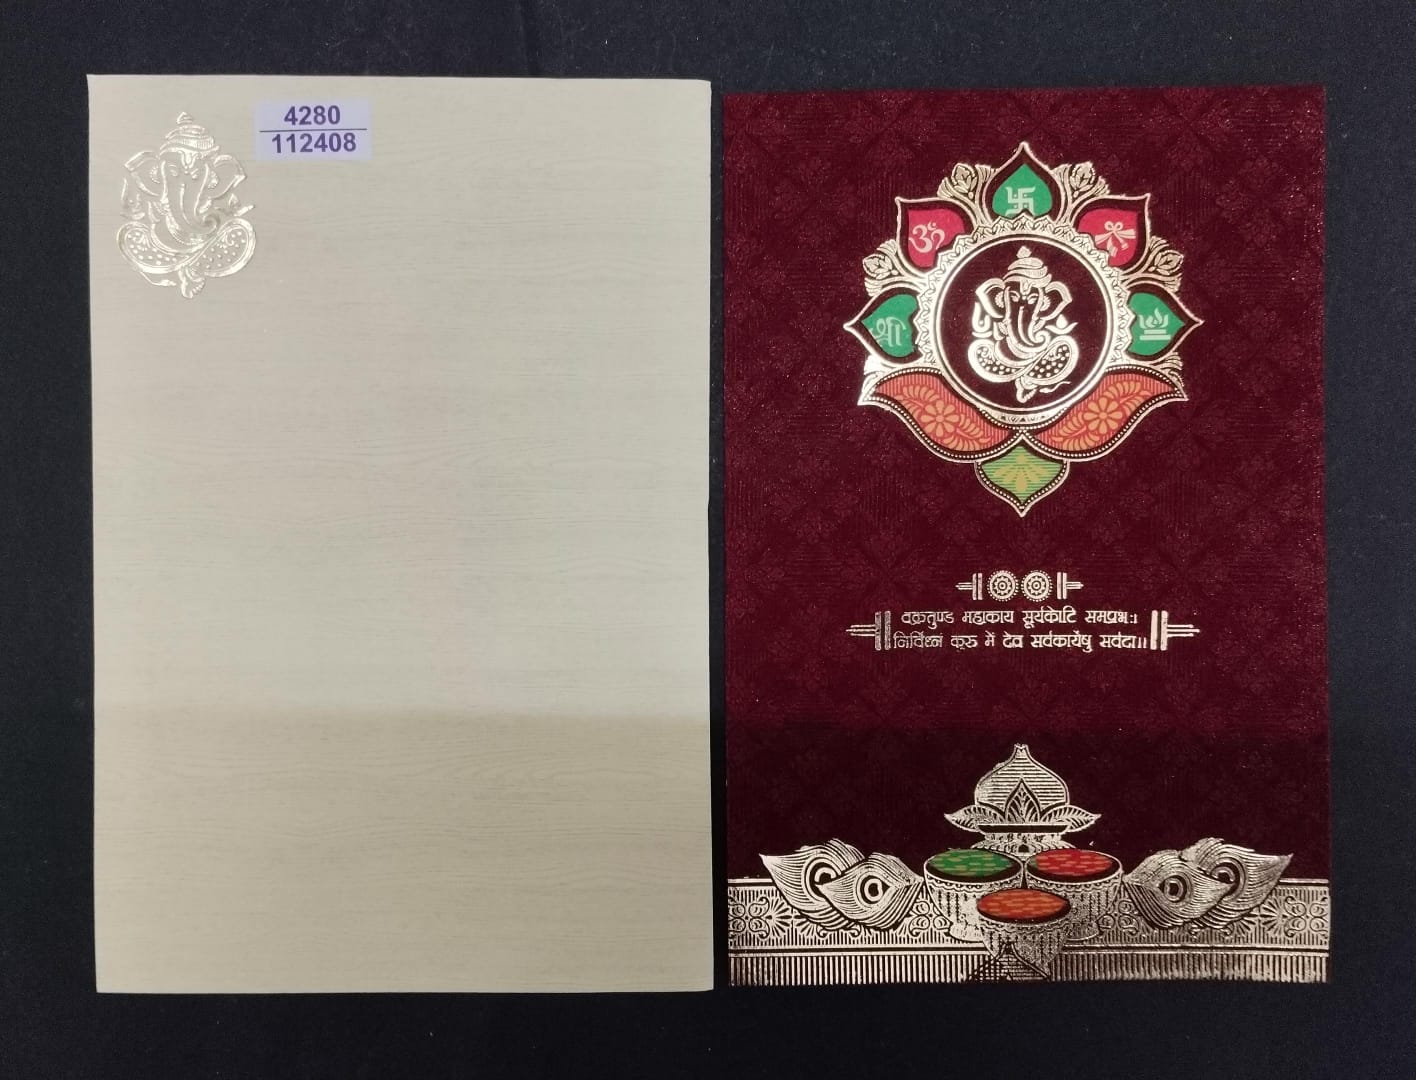 4280
112408
ॐ
श्री
वक्रतुण्ड महाकाय सूर्यकोटि समप्रभः।
निर्विध्नं कुरु में देव सर्वकार्येषु सर्वदा।।